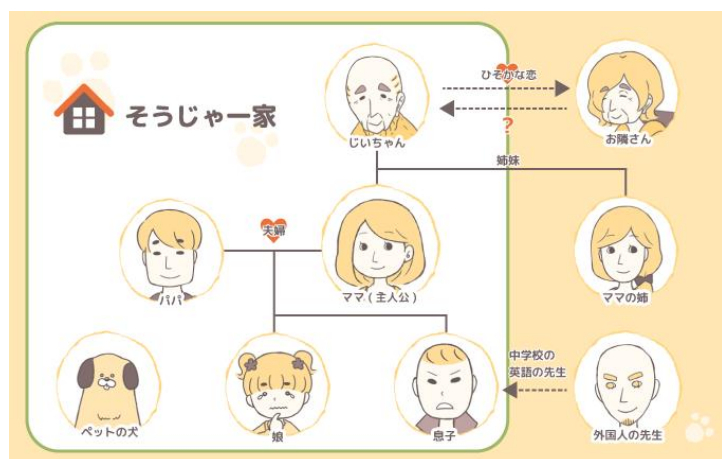 そうじゃ一家
ひそかな恋
?
じいちゃん
お隣さん
姉妹
夫婦
パパ
ママ(主人公)
ママの姉
中学校の
英語の先生
ペットの犬
娘
息子
外国人の先生